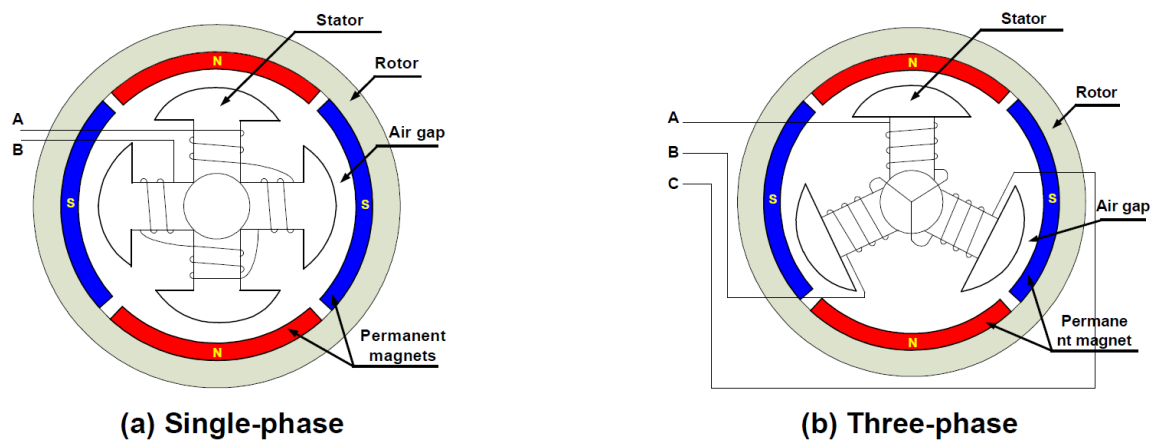 Stator
Rotor
N
A
B
Air gap
S
S
N
Permanent
magnets
(a) Single-phase
Stator
Rotor
N
A
B
C
S
S
Air gap
N
Permane
nt magnet
(b) Three-phase